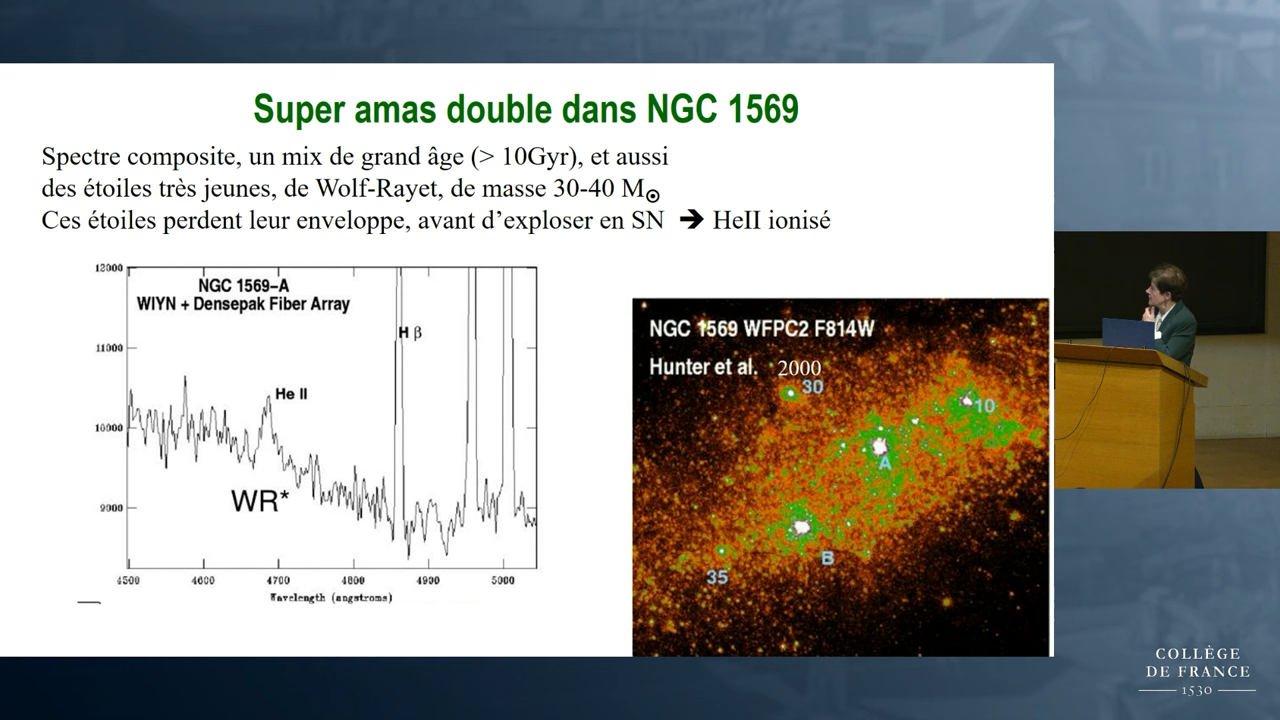 Super amas double dans NGC 1569
Spectre composite, un mix de grand âge (> 10Gyr), et aussi
des étoiles très jeunes, de Wolf-Rayet, de masse 30-40 M☉
Ces étoiles perdent leur enveloppe, avant d’exploser en SN ➔ HeII ionisé
12000
11000
10000
9000
NGC 1569–A
WIYN + Densepak Fiber Array
H β
He II
WR*
4500 4600 4700 4800 4900 5000
Wavelength (angstroms)
NGC 1569 WFPC2 F814W
Hunter et al. 2000
30
10
A
B
35
COLLÈGE
DE FRANCE
1530